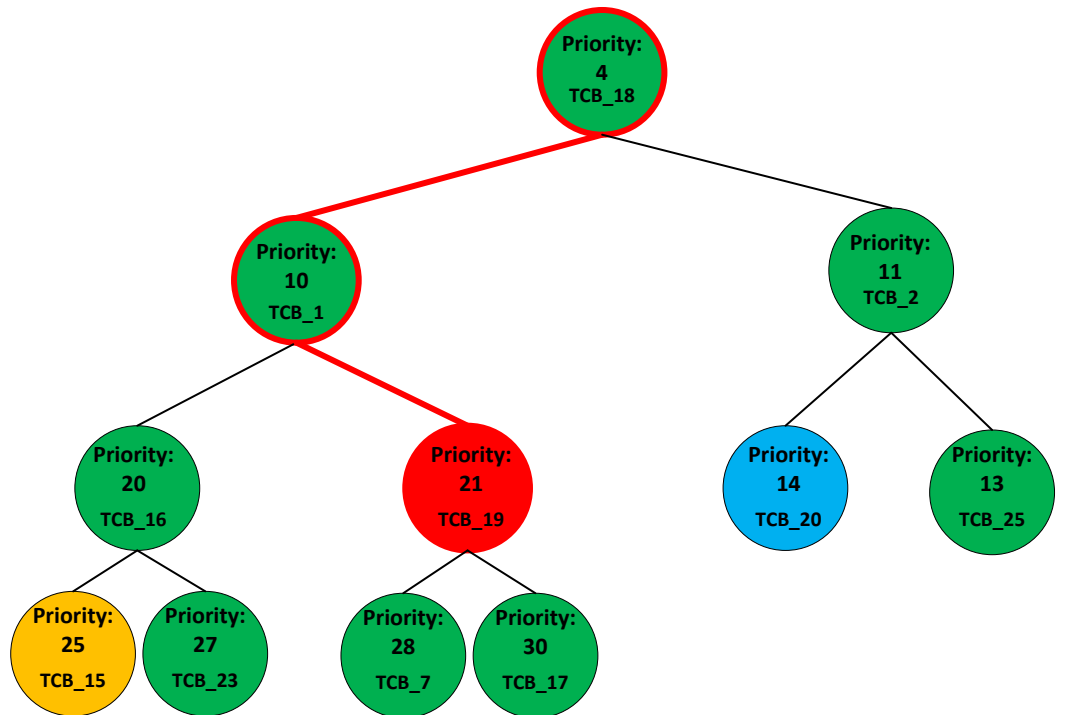 Priority:
4
TCB_18
Priority:
10
TCB_1
Priority:
11
TCB_2
Priority:
20
TCB_16
Priority:
21
TCB_19
Priority:
14
TCB_20
Priority:
13
TCB_25
Priority:
25
TCB_15
Priority:
27
TCB_23
Priority:
28
TCB_7
Priority:
30
TCB_17